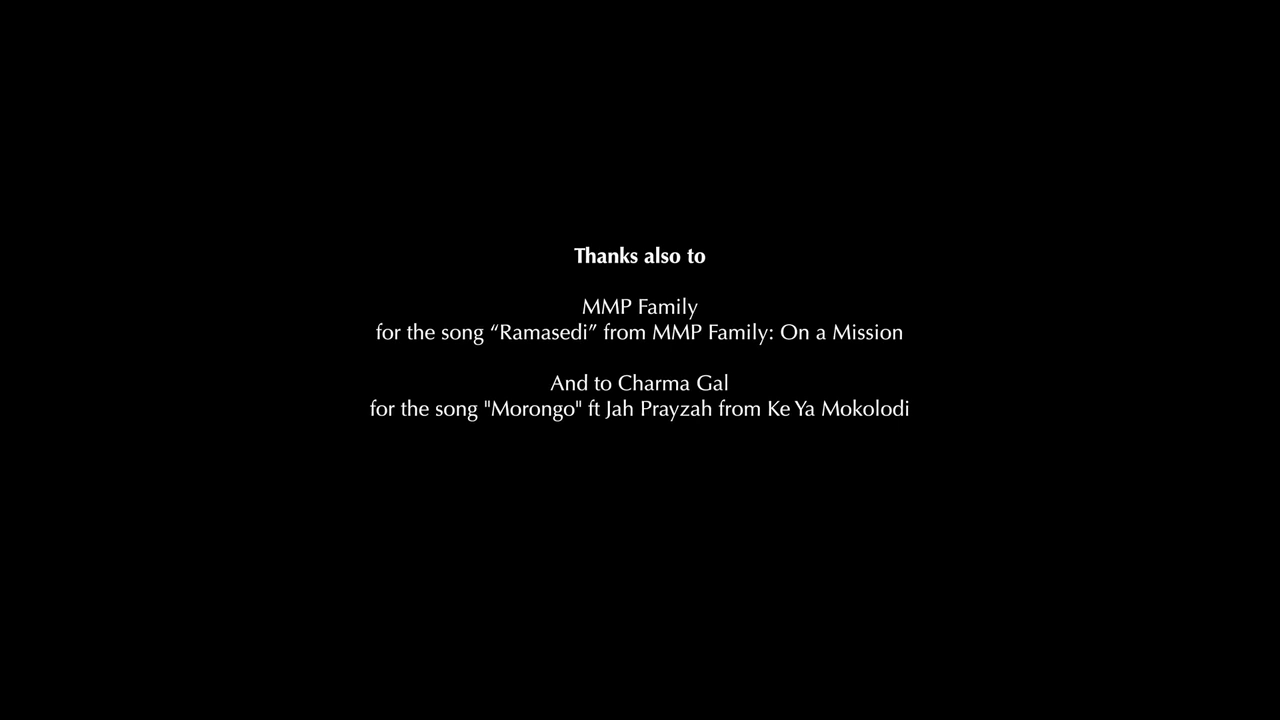 Thanks also to
MMP Family
for the song “Ramasedi” from MMP Family: On a Mission
And to Charma Gal
for the song "Morongo" ft Jah Prayzah from Ke Ya Mokolodi